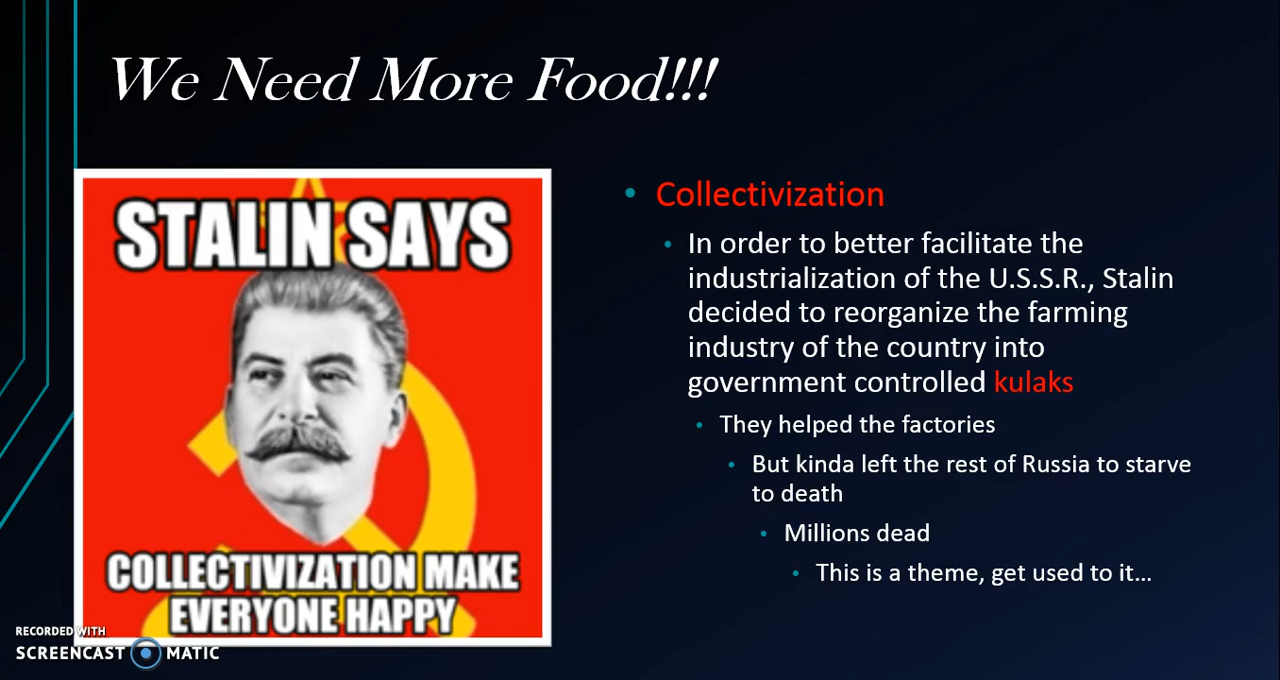 We Need More Food!!!
STALIN SAYS
COLLECTIVIZATION MAKE
EVERYONE HAPPY
Collectivization
In order to better facilitate the
industrialization of the U.S.S.R., Stalin
decided to reorganize the farming
industry of the country into
government controlled kulaks
They helped the factories
But kinda left the rest of Russia to starve
to death
Millions dead
This is a theme, get used to it...
RECORDED WITH
SCREENCAST MATIC